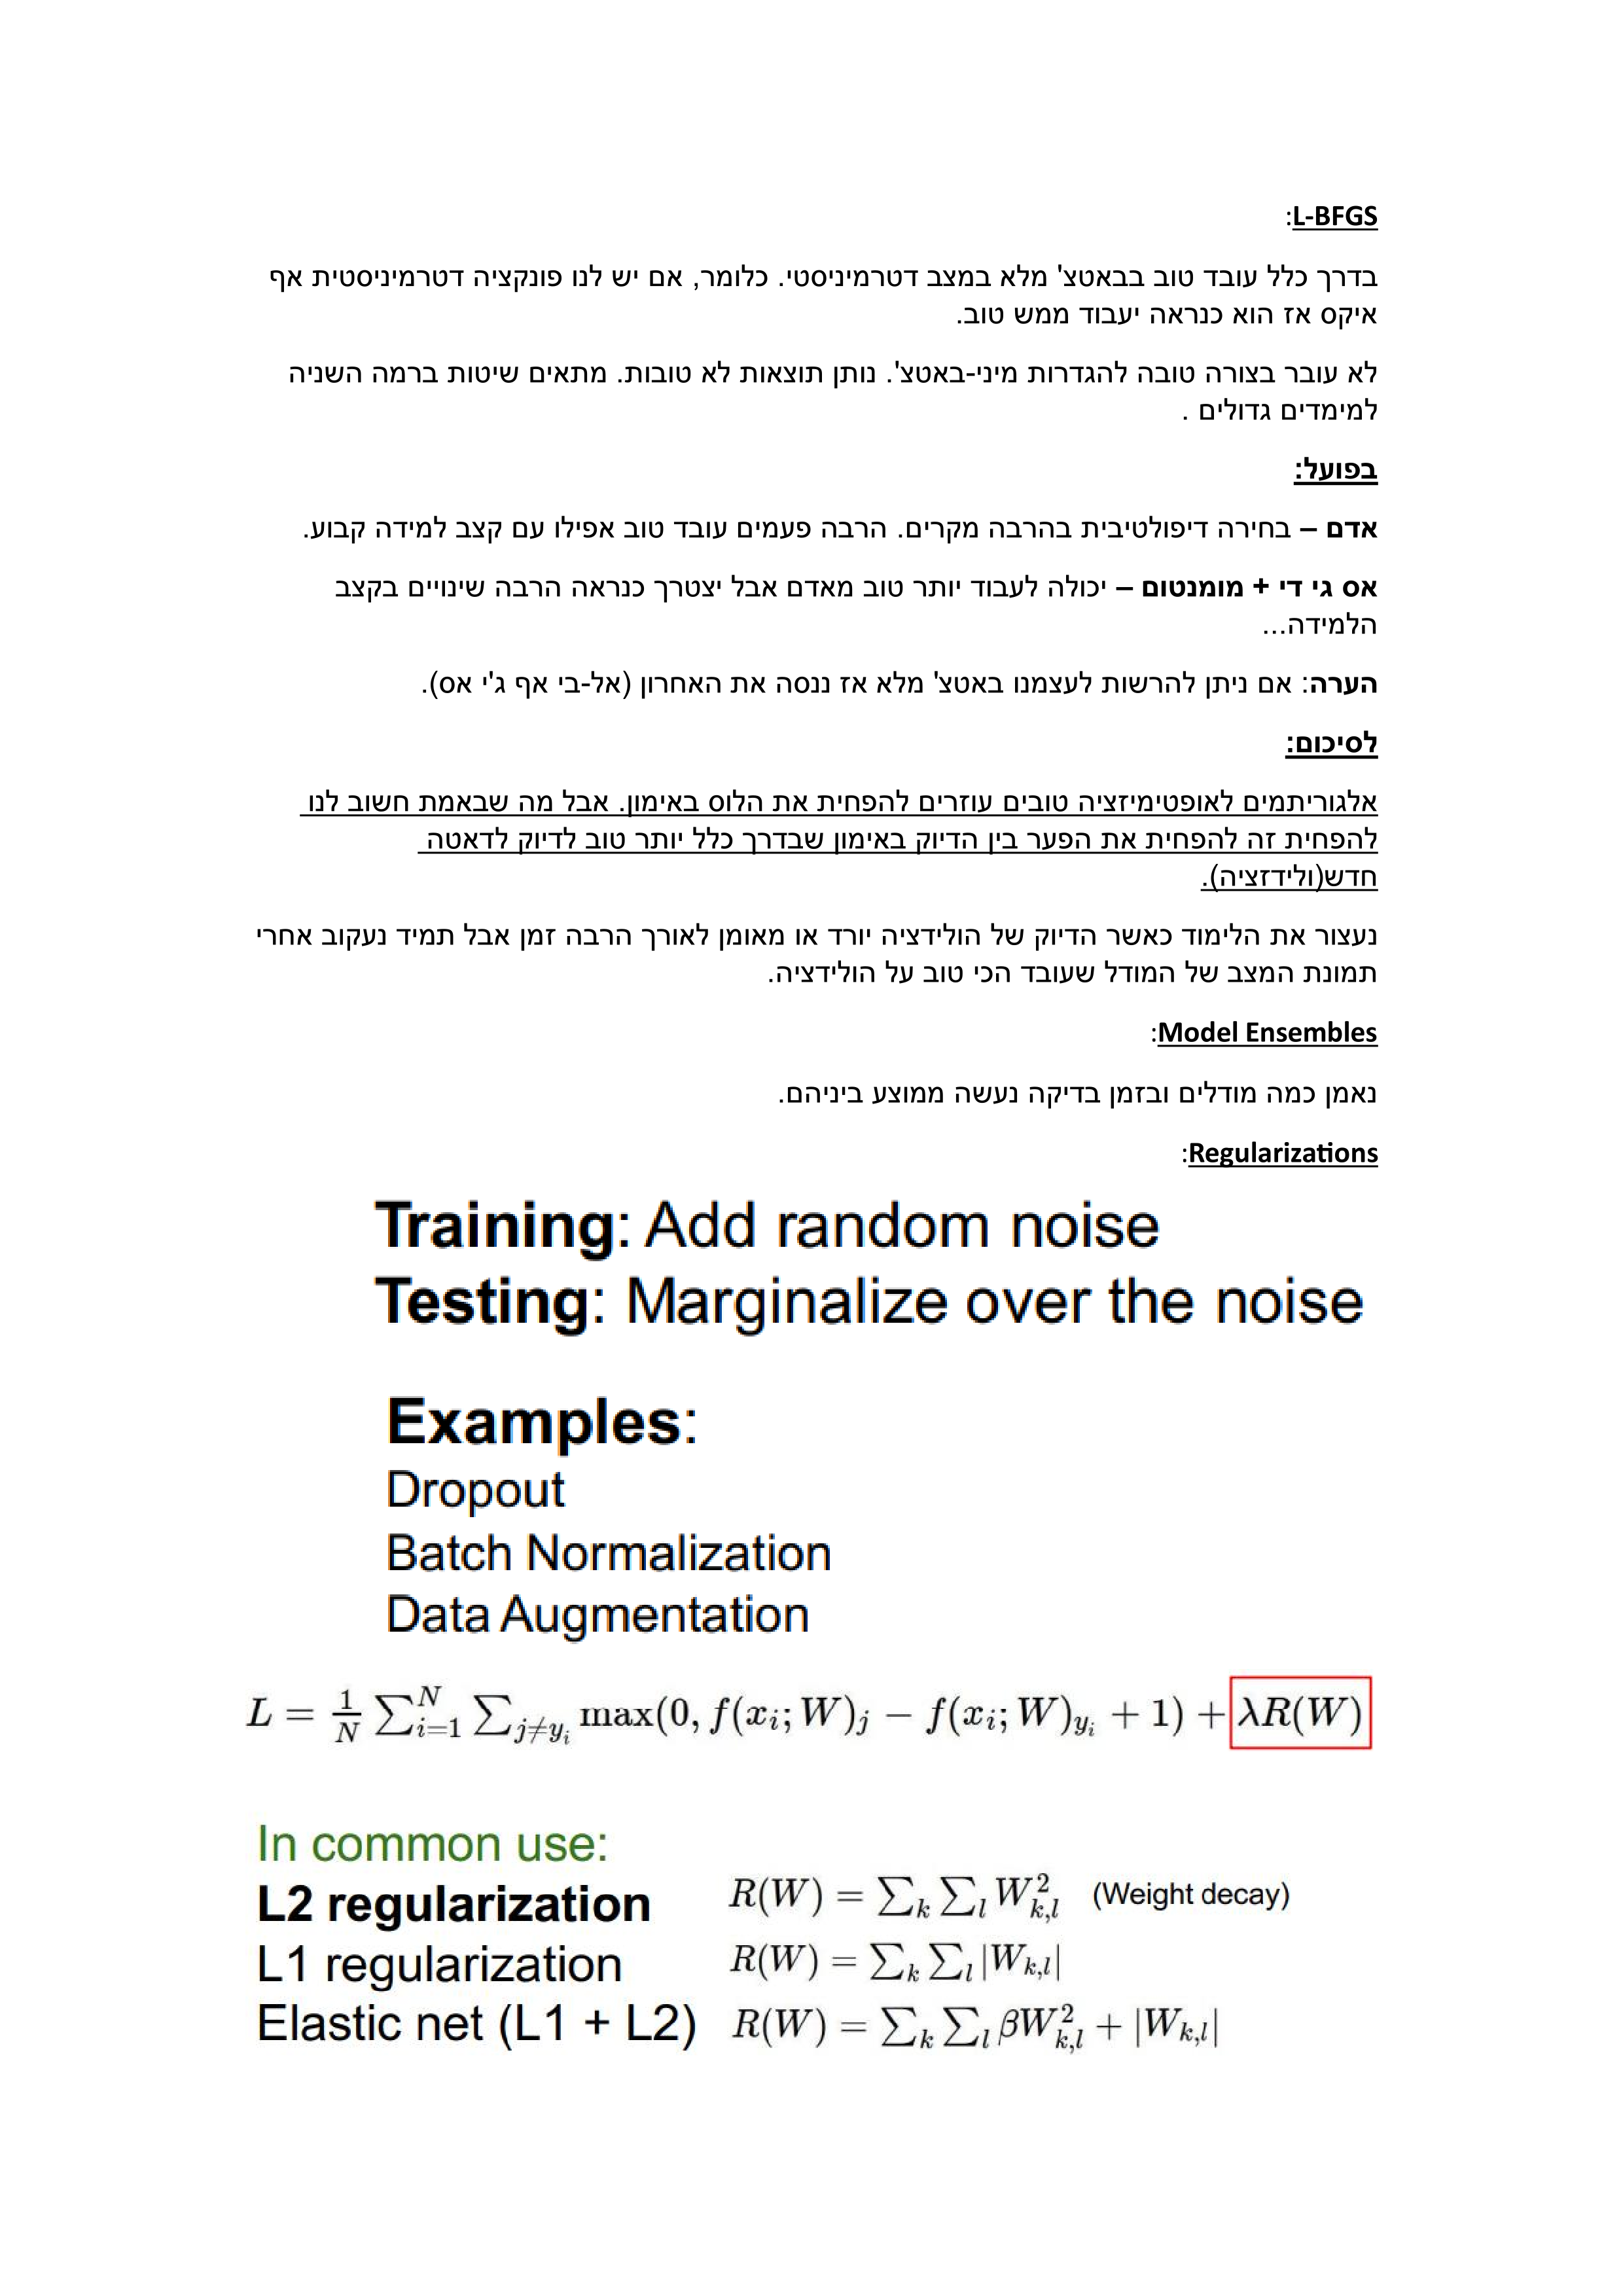 L-BFGS:
בדרך כלל עובד טוב בבאטצ' מלא במצב דטרמיניסטי. כלומר, אם יש לנו פונקציה דטרמיניסטית אף
איקס אז הוא כנראה יעבוד ממש טוב.
לא עובר בצורה טובה להגדרות מיני-באטצ'. נותן תוצאות לא טובות. מתאים שיטות ברמה השניה
למימדים גדולים .
בפועל:
אדם – בחירה דיפולטיבית בהרבה מקרים. הרבה פעמים עובד טוב אפילו עם קצב למידה קבוע.
אס גי די + מומנטום – יכולה לעבוד יותר טוב מאדם אבל יצטרך כנראה הרבה שינויים בקצב
הלמידה...
הערה: אם ניתן להרשות לעצמנו באטצ' מלא אז ננסה את האחרון (אל-בי אף ג'י אס).
לסיכום:
אלגוריתמים לאופטימיזציה טובים עוזרים להפחית את הלוס באימון. אבל מה שבאמת חשוב לנו
להפחית זה להפחית את הפער בין הדיוק באימון שבדרך כלל יותר טוב לדיוק לדאטה
חדש(ולידזציה).
נעצור את הלימוד כאשר הדיוק של הולידציה יורד או מאומן לאורך הרבה זמן אבל תמיד נעקוב אחרי
תמונת המצב של המודל שעובד הכי טוב על הולידציה.
Model Ensembles:
נאמן כמה מודלים ובזמן בדיקה נעשה ממוצע ביניהם.
Regularizations:
Training: Add random noise
Testing: Marginalize over the noise
Examples:
Dropout
Batch Normalization
Data Augmentation
L = \frac{1}{N} \sum_{i=1}^{N} \sum_{j \neq y_i} \max(0, f(x_i; W)_j - f(x_i; W)_{y_i} + 1) + \lambda R(W)
In common use:
L2 regularization R(W) = \sum_k \sum_l W_{k,l}^2 (Weight decay)
L1 regularization R(W) = \sum_k \sum_l |W_{k,l}|
Elastic net (L1 + L2) R(W) = \sum_k \sum_l \beta W_{k,l}^2 + |W_{k,l}|